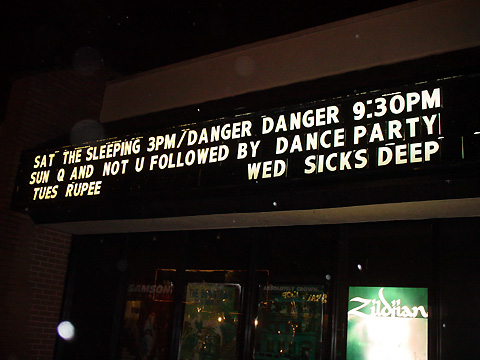 SAT THE SLEEPING 3PM/DANGER DANGER 9:30PM
SUN Q AND NOT U FOLLOWED BY DANCE PARTY
TUES RUPEE WED SICKS DEEP
Zildjian